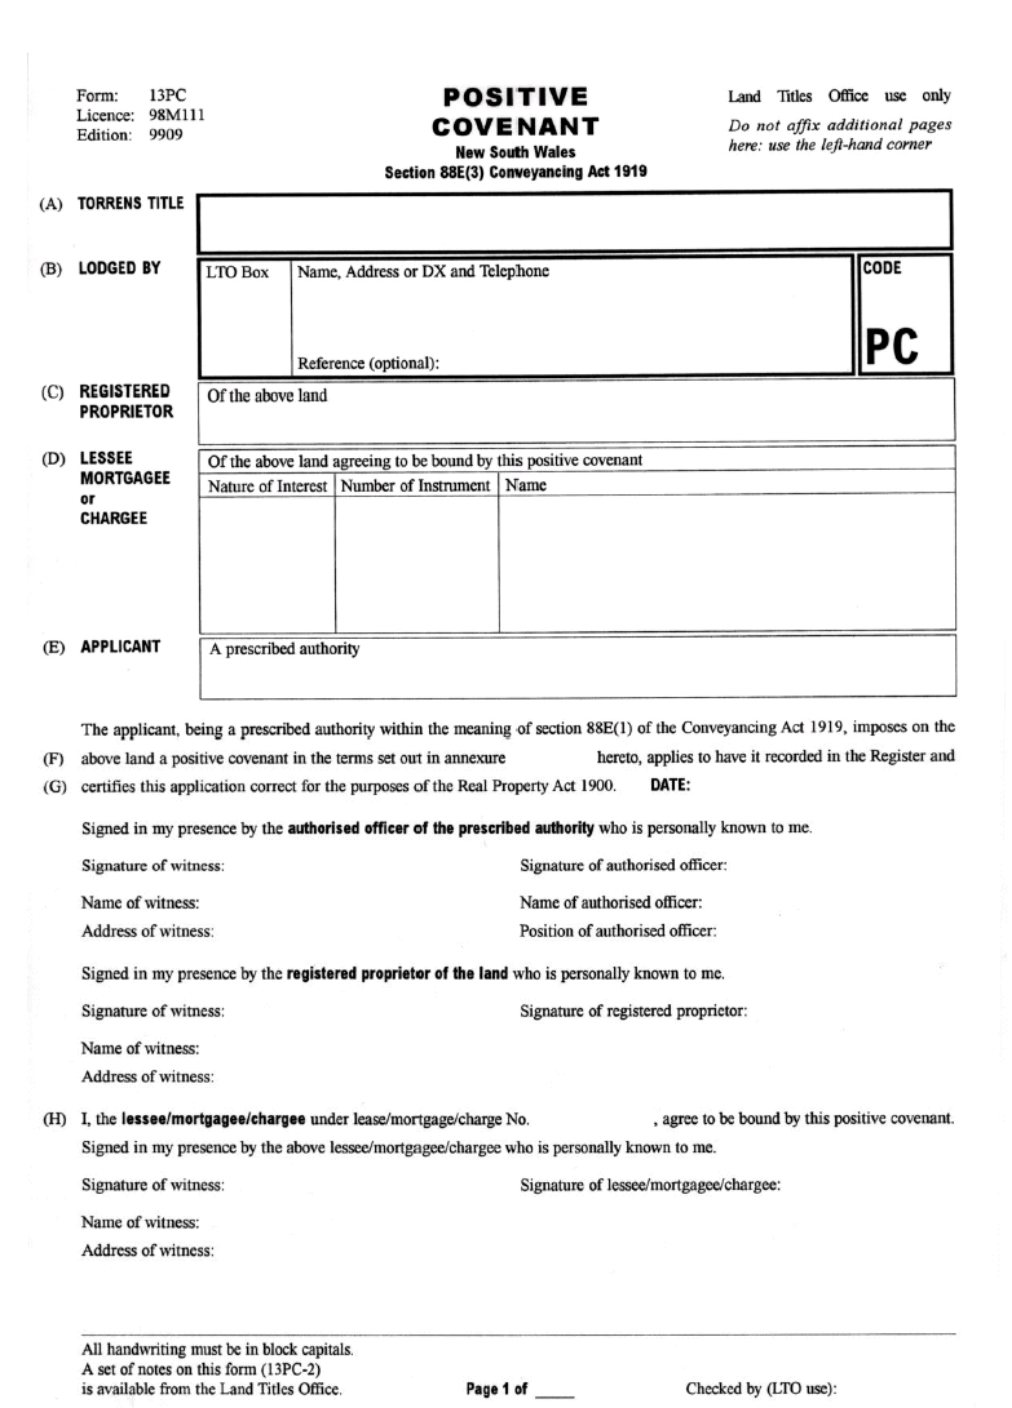 Form: 13PC
Licence: 98M111
Edition: 9909
POSITIVE
COVENANT
New South Wales
Section 88E(3) Conveyancing Act 1919
Land Titles Office use only
Do not affix additional pages
here: use the left-hand corner
(A) TORRENS TITLE
(B) LODGED BY
LTO Box
Name, Address or DX and Telephone
Reference (optional):
CODE
PC
(C) REGISTERED
PROPRIETOR
Of the above land
(D) LESSEE
MORTGAGEE
or
CHARGEE
Of the above land agreeing to be bound by this positive covenant
Nature of Interest Number of Instrument Name
(E) APPLICANT
A prescribed authority
The applicant, being a prescribed authority within the meaning of section 88E(1) of the Conveyancing Act 1919, imposes on the
(F) above land a positive covenant in the terms set out in annexure hereto, applies to have it recorded in the Register and
(G) certifies this application correct for the purposes of the Real Property Act 1900. DATE:
Signed in my presence by the authorised officer of the prescribed authority who is personally known to me.
Signature of witness: Signature of authorised officer:
Name of witness: Name of authorised officer:
Address of witness: Position of authorised officer:
Signed in my presence by the registered proprietor of the land who is personally known to me.
Signature of witness: Signature of registered proprietor:
Name of witness:
Address of witness:
(H) I, the lessee/mortgagee/chargee under lease/mortgage/charge No. , agree to be bound by this positive covenant.
Signed in my presence by the above lessee/mortgagee/chargee who is personally known to me.
Signature of witness: Signature of lessee/mortgagee/chargee:
Name of witness:
Address of witness:
All handwriting must be in block capitals.
A set of notes on this form (13PC-2)
is available from the Land Titles Office. Page 1 of ____ Checked by (LTO use):